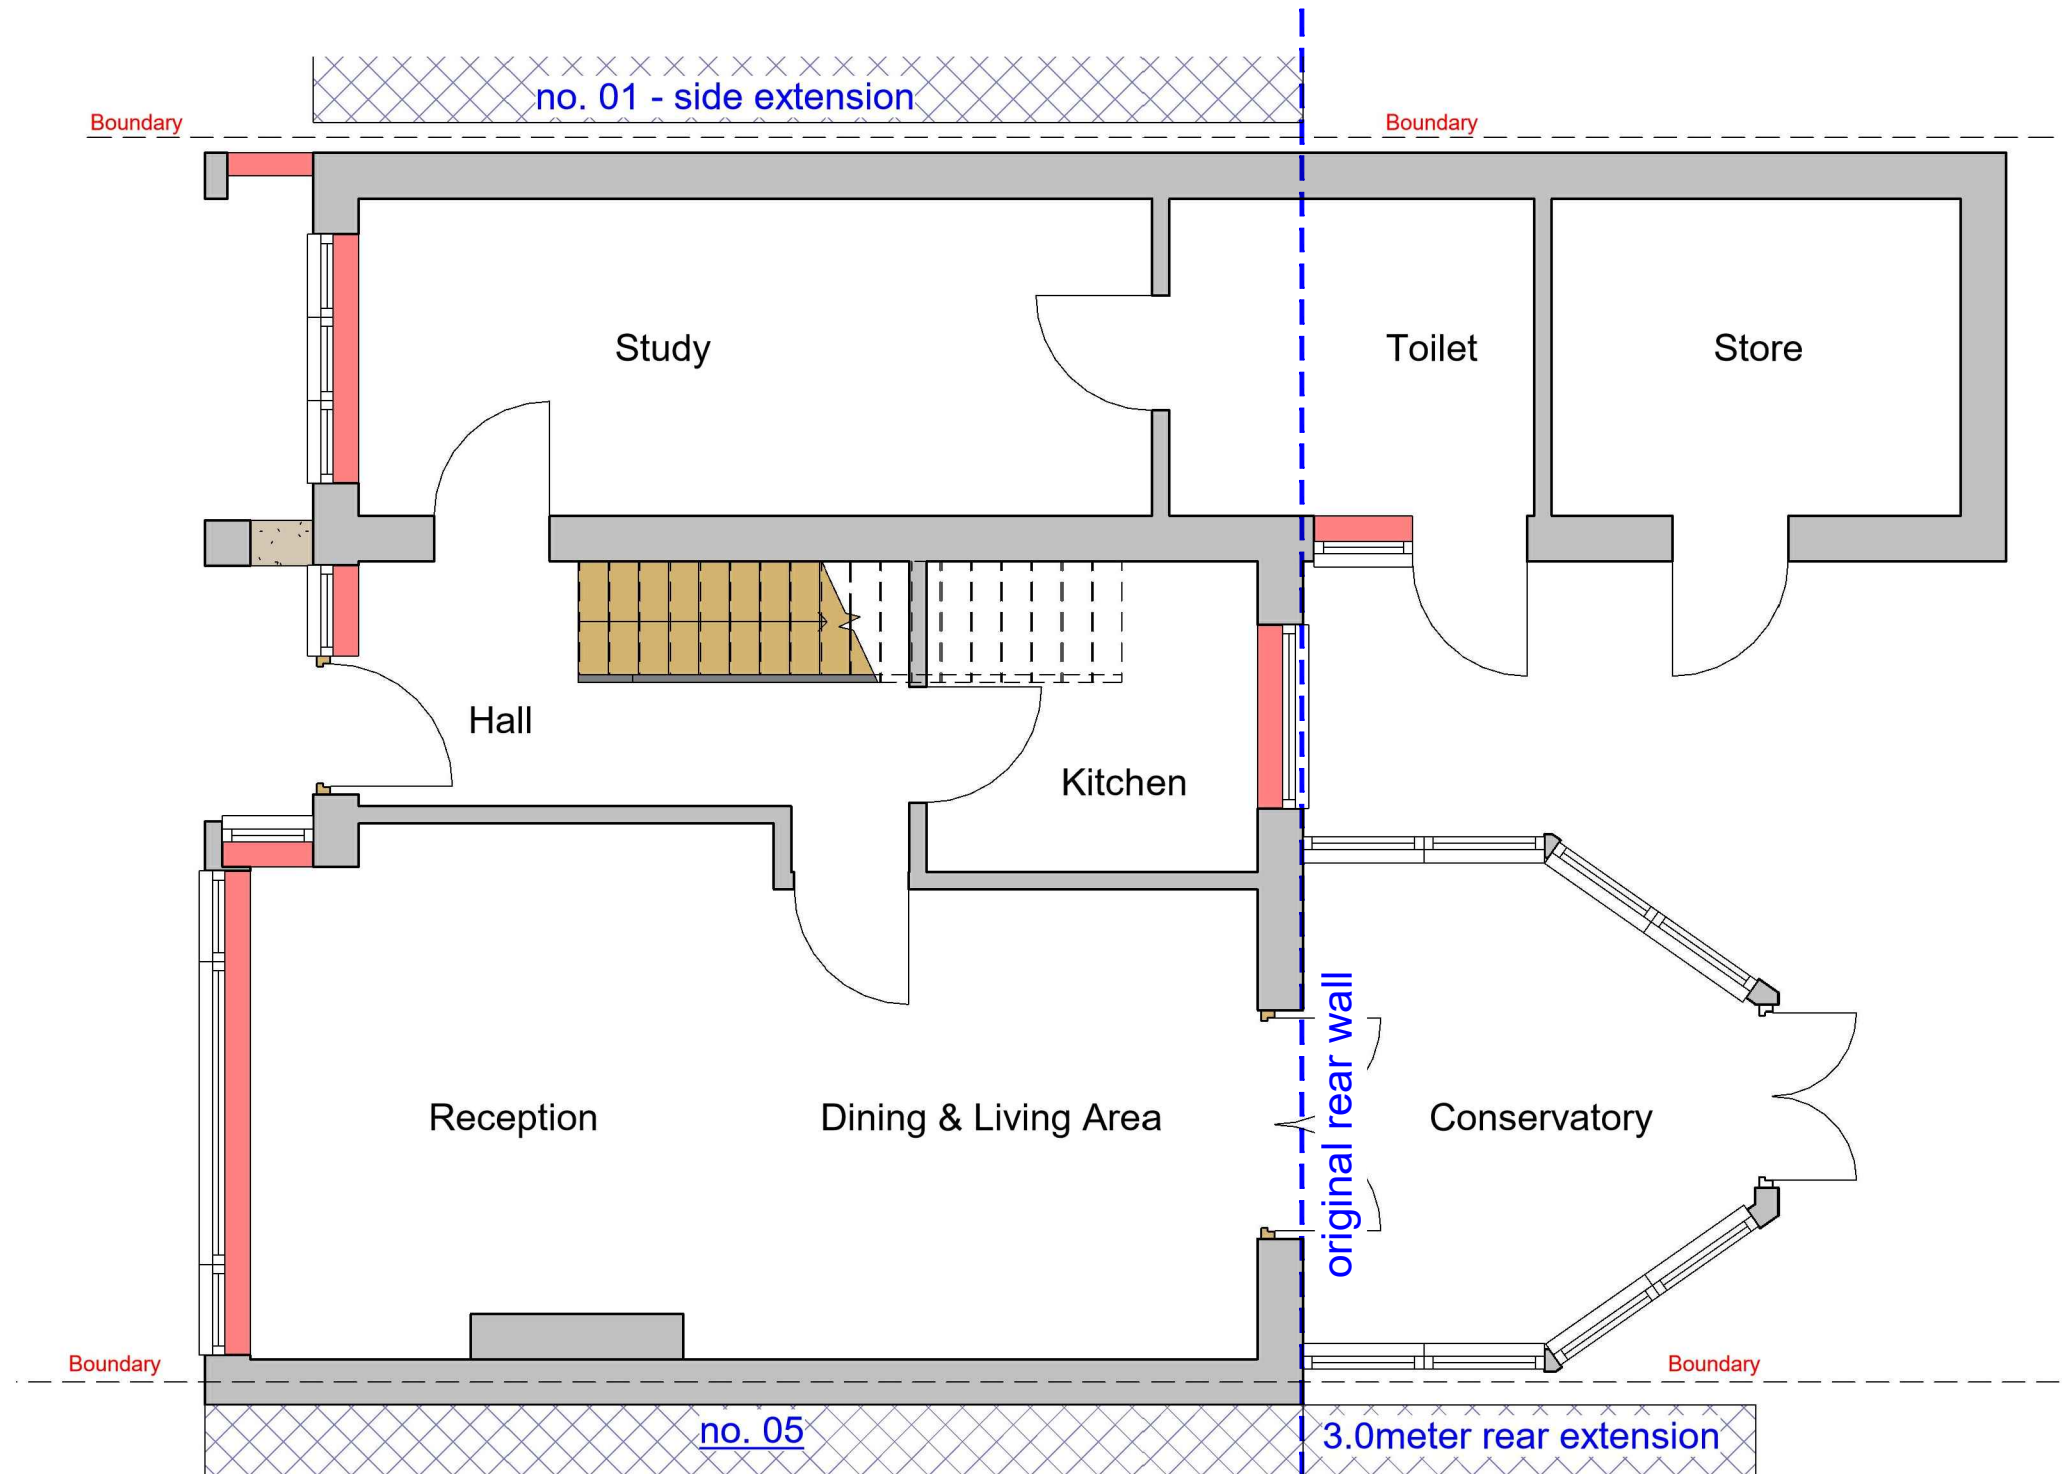 no. 01 - side extension
Boundary
Boundary
Study
Toilet
Store
Hall
Kitchen
original rear wall
Reception
Dining & Living Area
Conservatory
Boundary
Boundary
no. 05
3.0meter rear extension